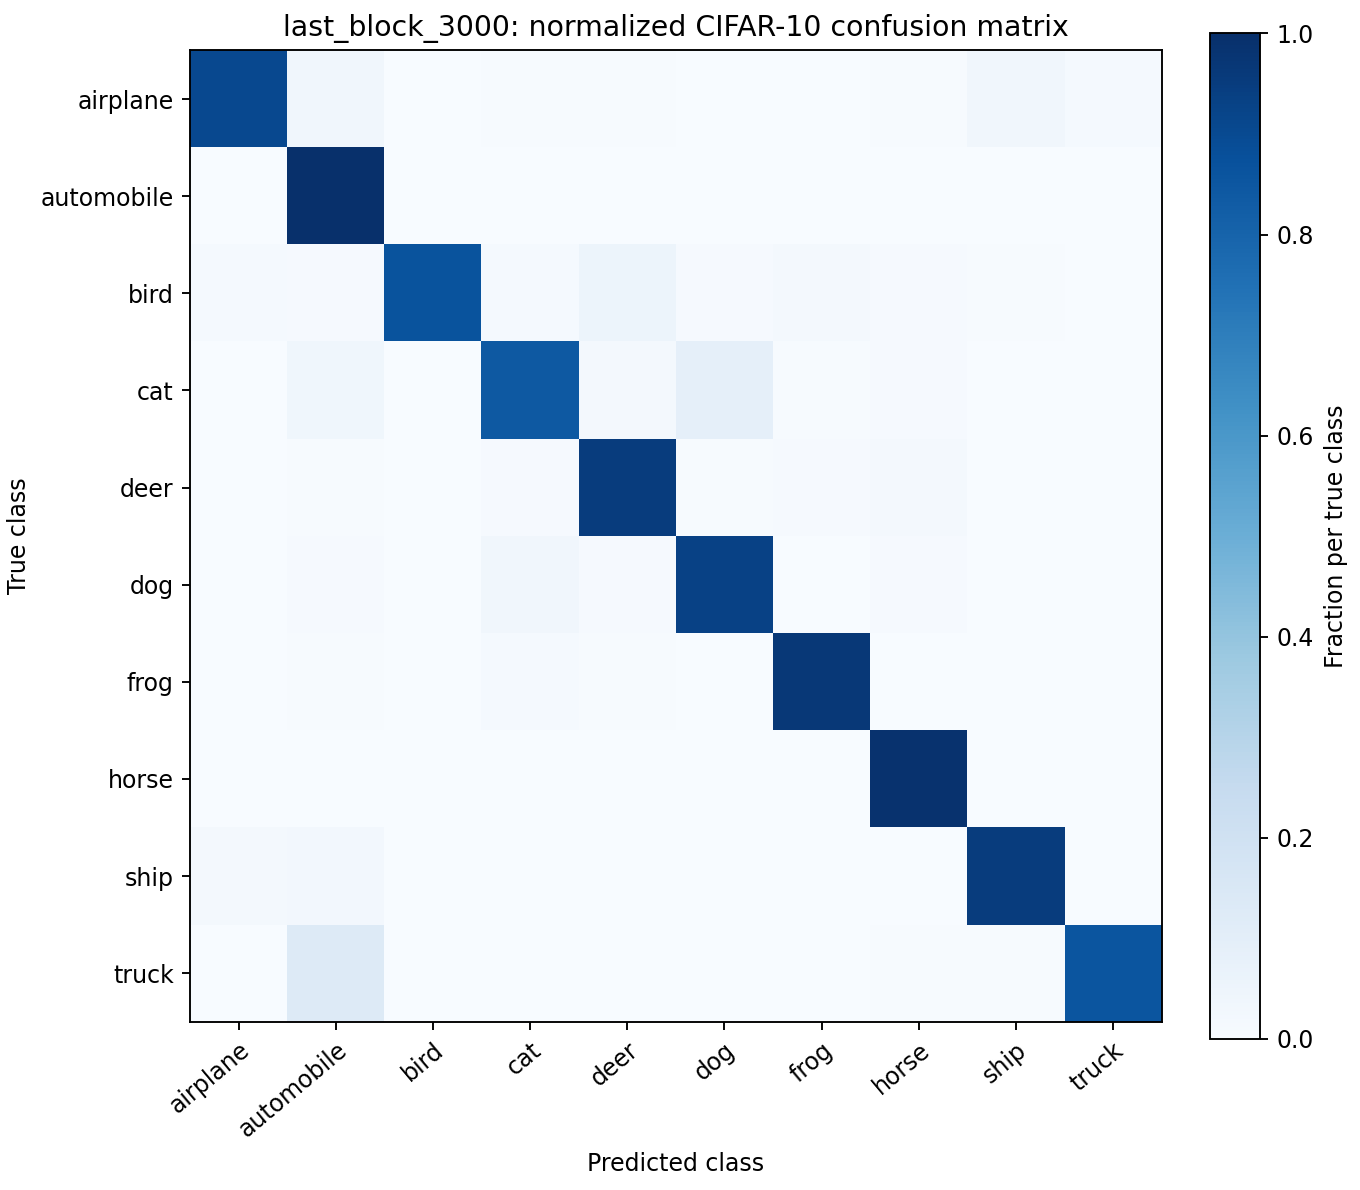 last_block_3000: normalized CIFAR-10 confusion matrix
True class
airplane
automobile
bird
cat
deer
dog
frog
horse
ship
truck
airplane
automobile
bird
cat
deer
dog
frog
horse
ship
truck
Predicted class
1.0
0.8
0.6
0.4
0.2
0.0
Fraction per true class